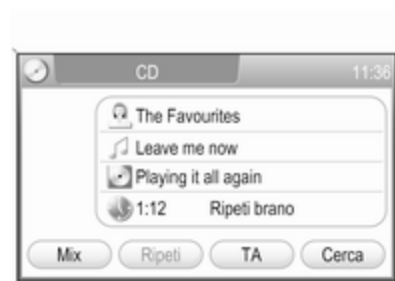 CD 11:36
The Favourites
Leave me now
Playing it all again
1:12 Ripeti brano
Mix Ripeti TA Cerca